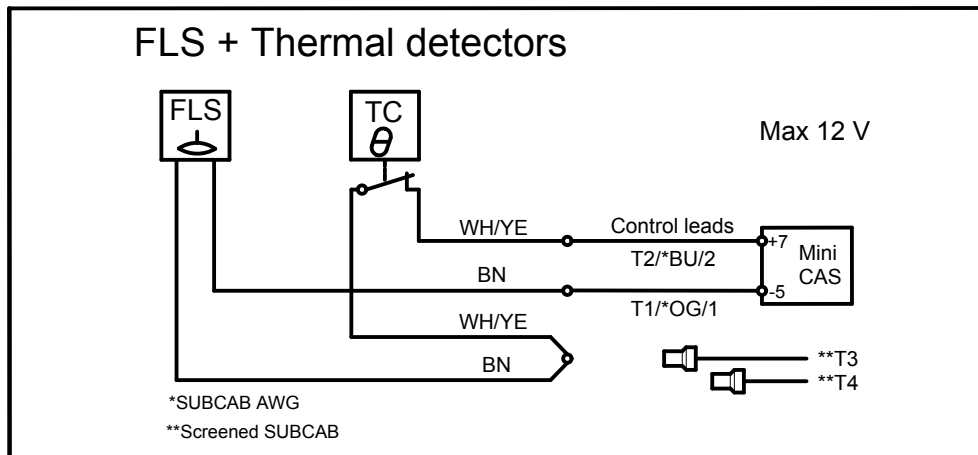 FLS + Thermal detectors
FLS
TC
Max 12 V
WH/YE
Control leads
+7
Mini
CAS
T2/*BU/2
BN
-5
T1/*OG/1
WH/YE
**T3
BN
**T4
*SUBCAB AWG
**Screened SUBCAB